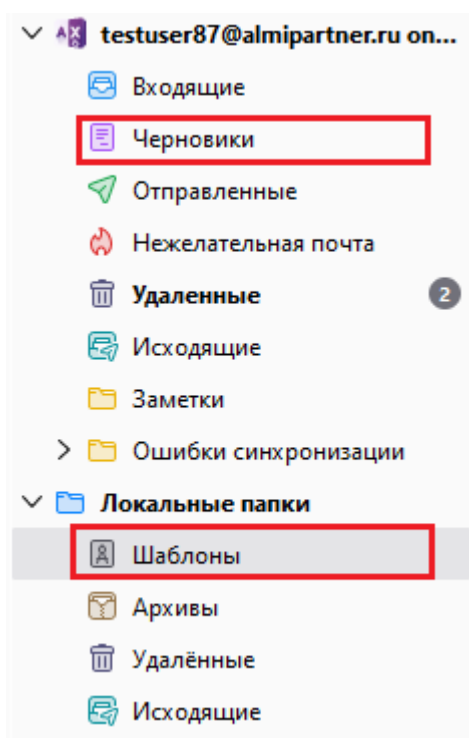 testuser87@almipartner.ru on...
Входящие
Черновики
Отправленные
Нежелательная почта
Удаленные 2
Исходящие
Заметки
Ошибки синхронизации
Локальные папки
Шаблоны
Архивы
Удалённые
Исходящие